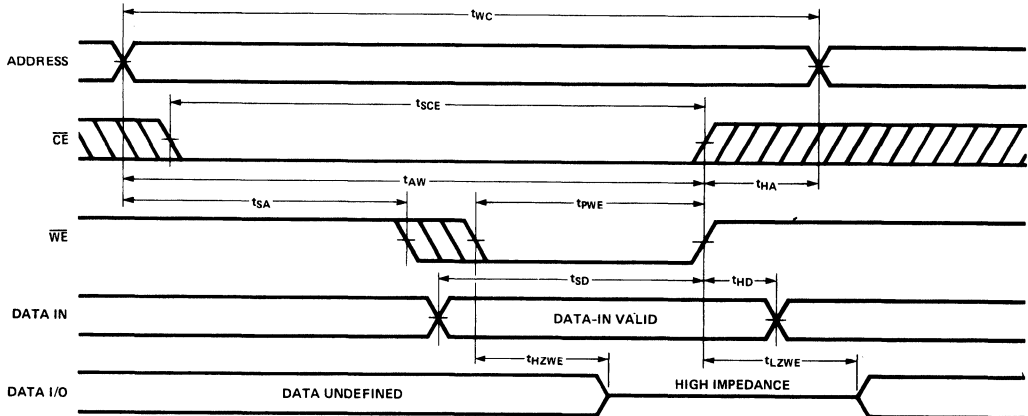 tWC
ADDRESS
tSCE
CE
tAW
tHA
tSA
tPWE
WE
tSD
tHD
DATA IN
DATA-IN VALID
tHZWE
tLZWE
DATA I/O
DATA UNDEFINED
HIGH IMPEDANCE